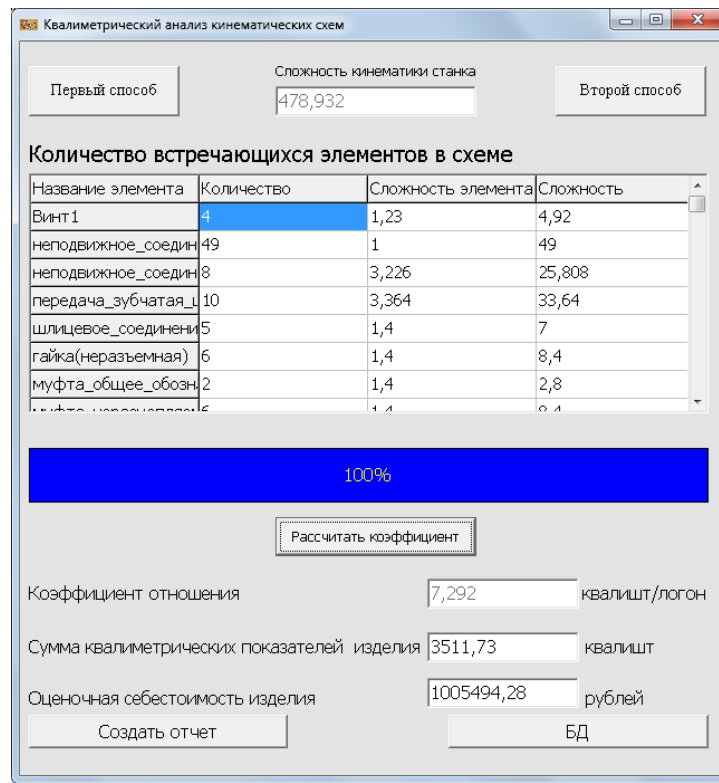 Квалиметрический анализ кинематических схем
Первый способ
Сложность кинематики станка
478,932
Второй способ
Количество встречающихся элементов в схеме
Название элемента Количество Сложность элемента Сложность
Винт1 4 1,23 4,92
неподвижное_соедин 49 1 49
неподвижное_соедин 8 3,226 25,808
передача_зубчатая_ц 10 3,364 33,64
шлицевое_соединени 5 1,4 7
гайка(неразъемная) 6 1,4 8,4
муфта_общее_обозн 2 1,4 2,8
100%
Рассчитать коэффициент
Коэффициент отношения 7,292 квалишт/логон
Сумма квалиметрических показателей изделия 3511,73 квалишт
Оценочная себестоимость изделия 1005494,28 рублей
Создать отчет БД